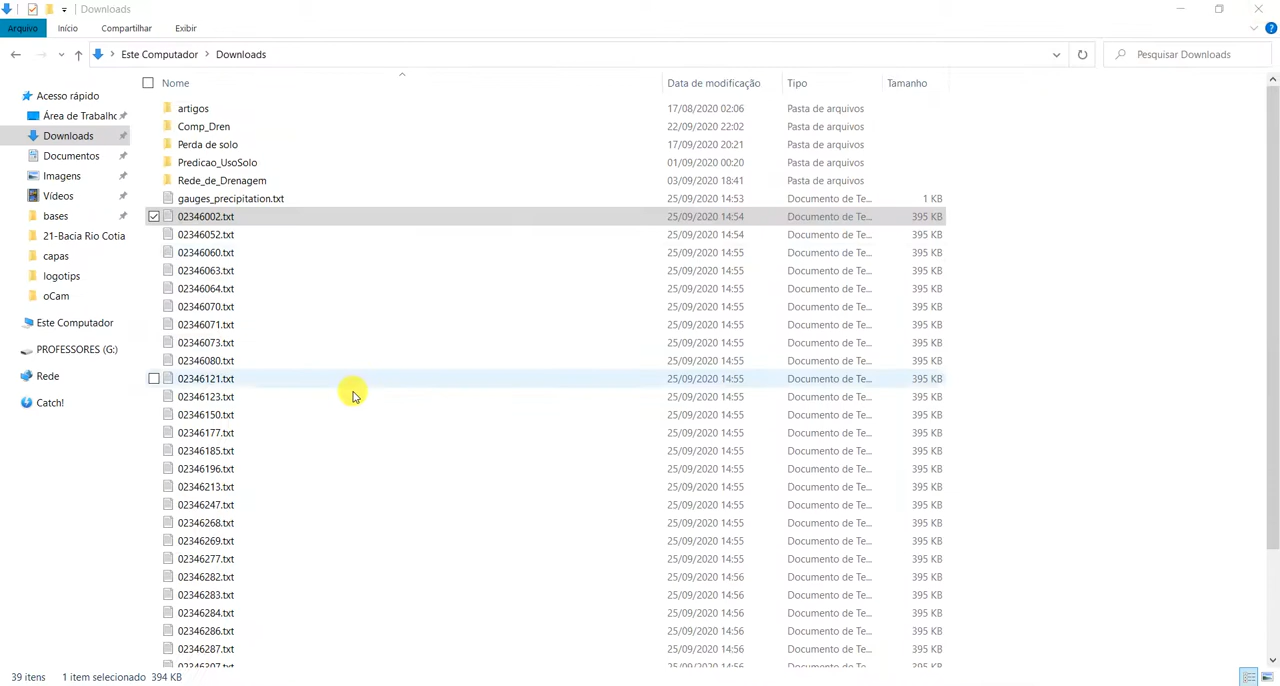 Downloads
Arquivo Início Compartilhar Exibir
Este Computador Downloads Pesquisar Downloads
Nome Data de modificação Tipo Tamanho
Acesso rápido
Área de Trabalhc
Downloads
Documentos
Imagens
Vídeos
bases
21-Bacia Rio Cotia
capas
logotips
oCam
Este Computador
PROFESSORES (G:)
Rede
Catch!
artigos 17/08/2020 02:06 Pasta de arquivos
Comp_Dren 22/09/2020 22:02 Pasta de arquivos
Perda de solo 17/09/2020 20:21 Pasta de arquivos
Predicao_UsoSolo 01/09/2020 00:20 Pasta de arquivos
Rede_de_Drenagem 03/09/2020 18:41 Pasta de arquivos
gauges_precipitation.txt 25/09/2020 14:53 Documento de Te... 1 KB
02346002.txt 25/09/2020 14:54 Documento de Te... 395 KB
02346052.txt 25/09/2020 14:54 Documento de Te... 395 KB
02346060.txt 25/09/2020 14:55 Documento de Te... 395 KB
02346063.txt 25/09/2020 14:55 Documento de Te... 395 KB
02346064.txt 25/09/2020 14:55 Documento de Te... 395 KB
02346070.txt 25/09/2020 14:55 Documento de Te... 395 KB
02346071.txt 25/09/2020 14:55 Documento de Te... 395 KB
02346073.txt 25/09/2020 14:55 Documento de Te... 395 KB
02346080.txt 25/09/2020 14:55 Documento de Te... 395 KB
02346121.txt 25/09/2020 14:55 Documento de Te... 395 KB
02346123.txt 25/09/2020 14:55 Documento de Te... 395 KB
02346150.txt 25/09/2020 14:55 Documento de Te... 395 KB
02346177.txt 25/09/2020 14:55 Documento de Te... 395 KB
02346185.txt 25/09/2020 14:55 Documento de Te... 395 KB
02346196.txt 25/09/2020 14:55 Documento de Te... 395 KB
02346213.txt 25/09/2020 14:55 Documento de Te... 395 KB
02346247.txt 25/09/2020 14:55 Documento de Te... 395 KB
02346268.txt 25/09/2020 14:55 Documento de Te... 395 KB
02346269.txt 25/09/2020 14:55 Documento de Te... 395 KB
02346277.txt 25/09/2020 14:55 Documento de Te... 395 KB
02346282.txt 25/09/2020 14:56 Documento de Te... 395 KB
02346283.txt 25/09/2020 14:56 Documento de Te... 395 KB
02346284.txt 25/09/2020 14:56 Documento de Te... 395 KB
02346286.txt 25/09/2020 14:56 Documento de Te... 395 KB
02346287.txt 25/09/2020 14:56 Documento de Te... 395 KB
39 itens 1 item selecionado 394 KB